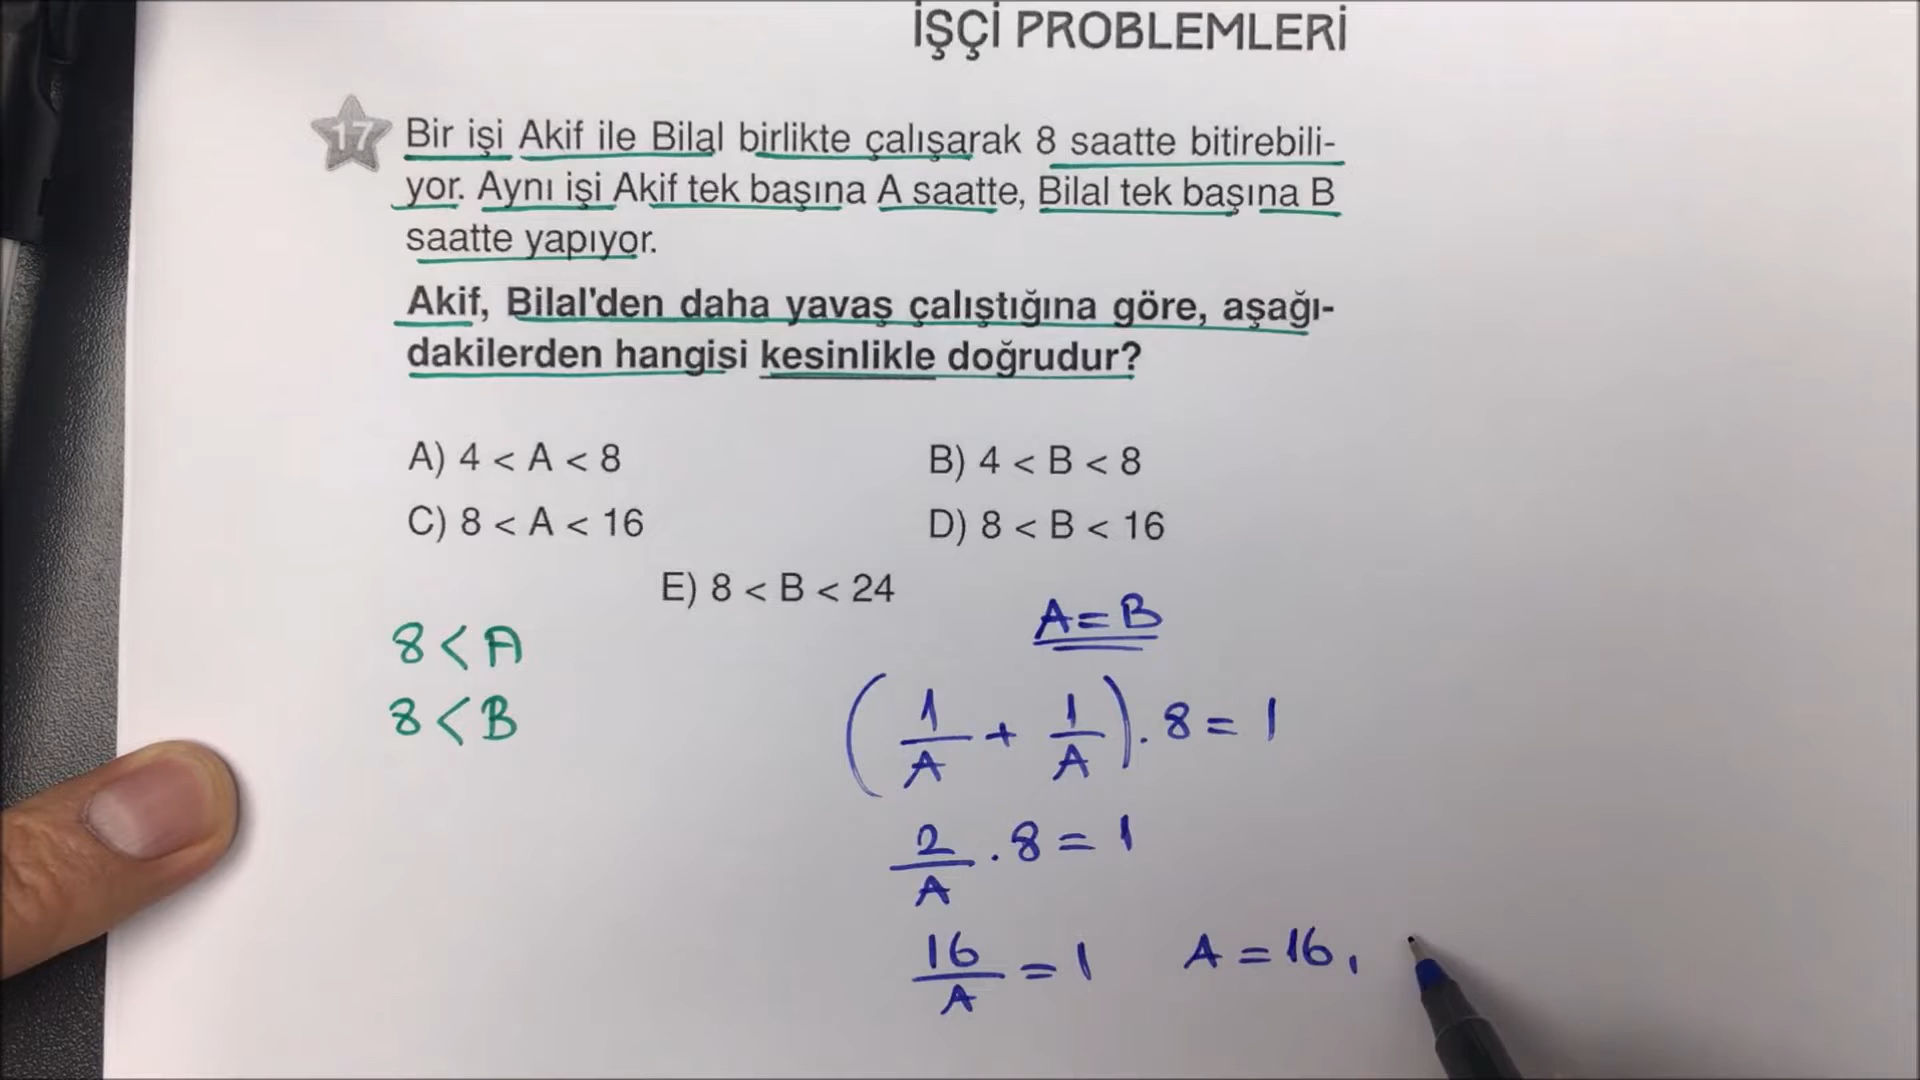 İŞÇİ PROBLEMLERİ
17 Bir işi Akif ile Bilal birlikte çalışarak 8 saatte bitirebili-
yor. Aynı işi Akif tek başına A saatte, Bilal tek başına B
saatte yapıyor.
Akif, Bilal'den daha yavaş çalıştığına göre, aşağı-
dakilerden hangisi kesinlikle doğrudur?
A) 4 < A < 8
B) 4 < B < 8
C) 8 < A < 16
D) 8 < B < 16
E) 8 < B < 24
8 < A
8 < B
A = B
(1/A + 1/A) . 8 = 1
2/A . 8 = 1
16/A = 1
A = 16,